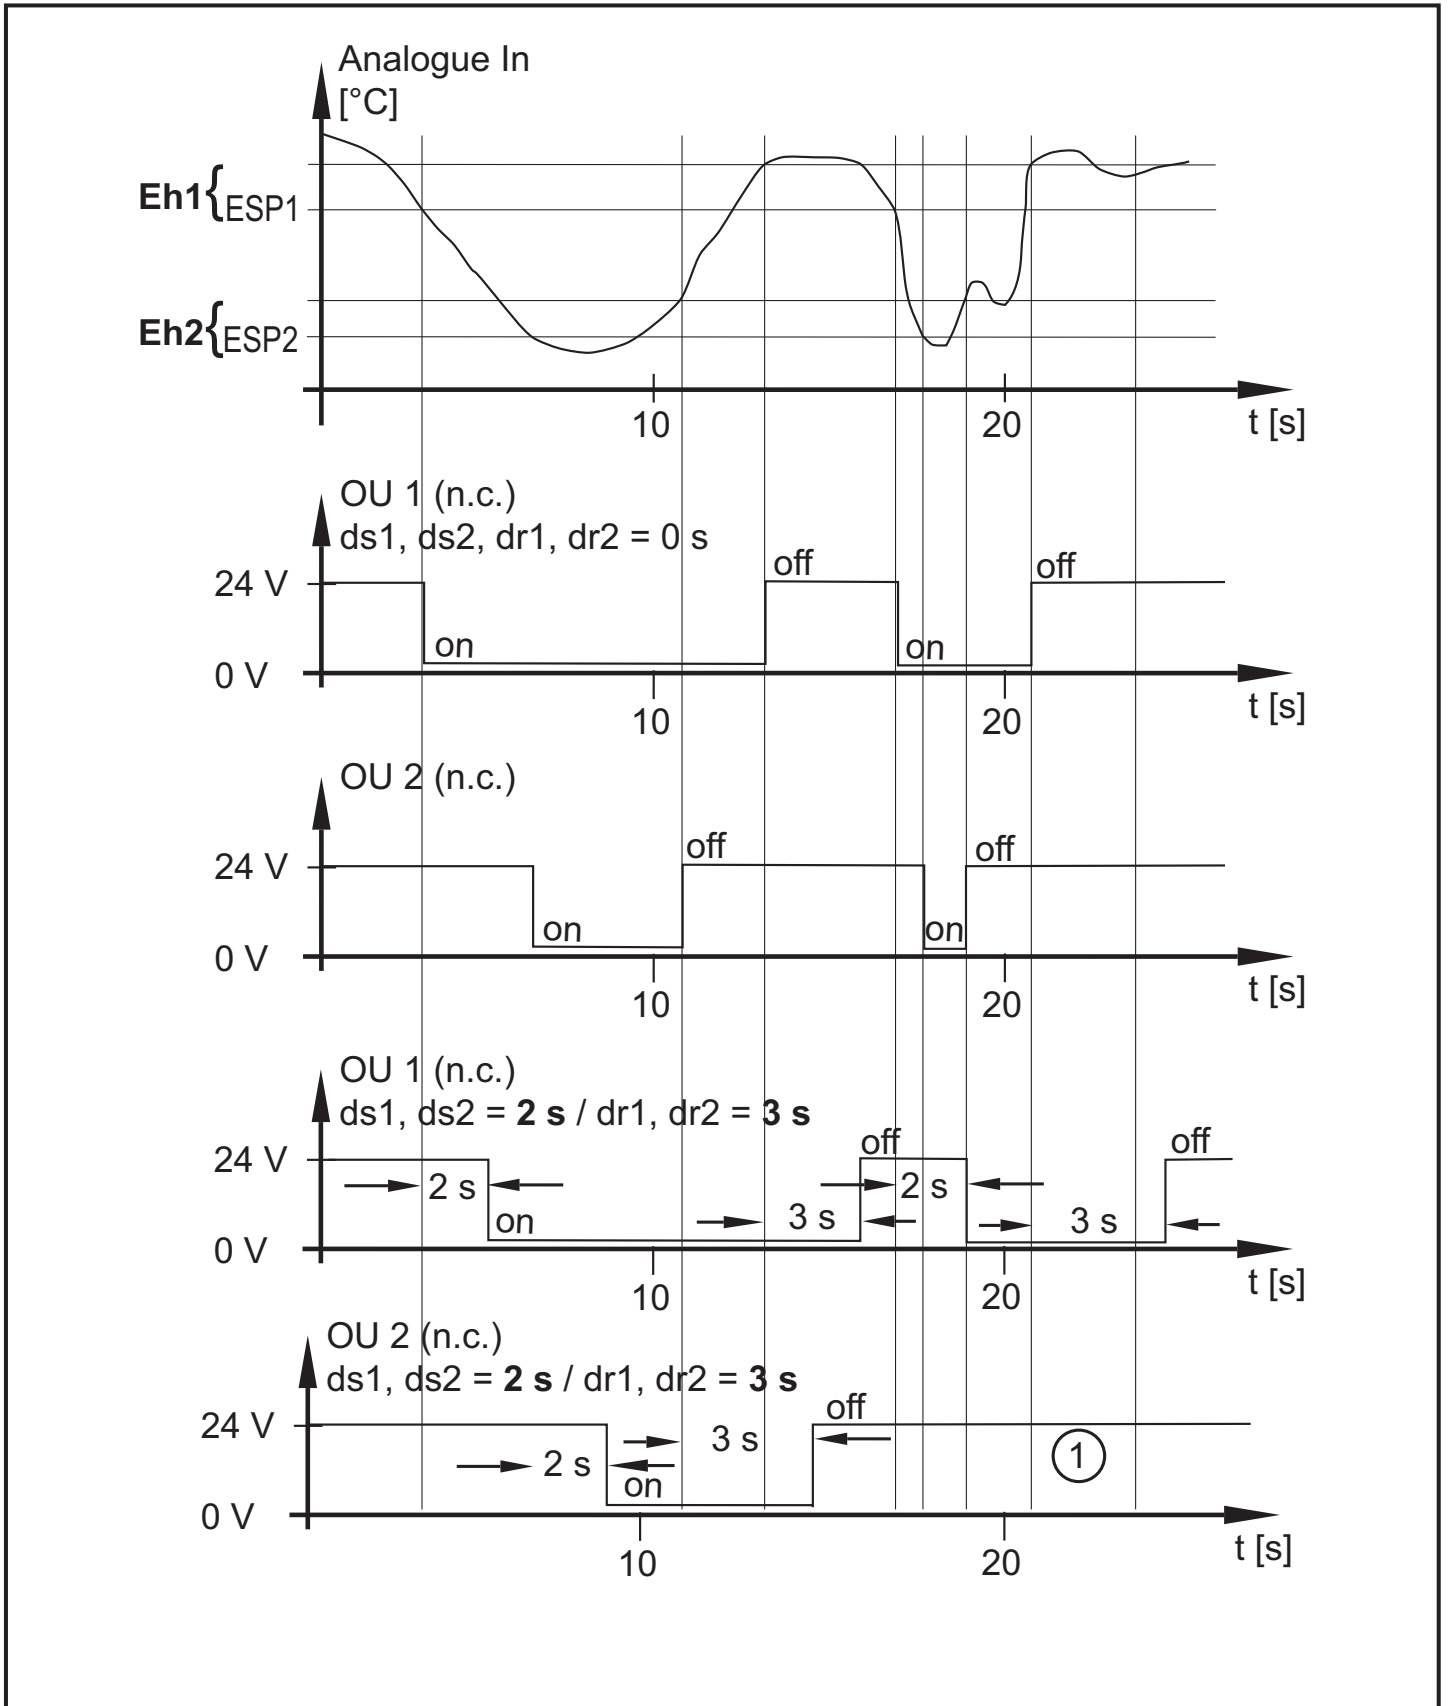 Analogue In
[°C]
Eh1{ESP1
Eh2{ESP2
10 20 t [s]
OU 1 (n.c.)
ds1, ds2, dr1, dr2 = 0 s
off off
24 V
on on
0 V
10 20 t [s]
OU 2 (n.c.)
off off
24 V
on on
0 V
10 20 t [s]
OU 1 (n.c.)
ds1, ds2 = 2 s / dr1, dr2 = 3 s
off off
24 V
2 s 2 s
on 3 s 3 s
0 V
10 20 t [s]
OU 2 (n.c.)
ds1, ds2 = 2 s / dr1, dr2 = 3 s
off
24 V
3 s 1
2 s
on
0 V
10 20 t [s]